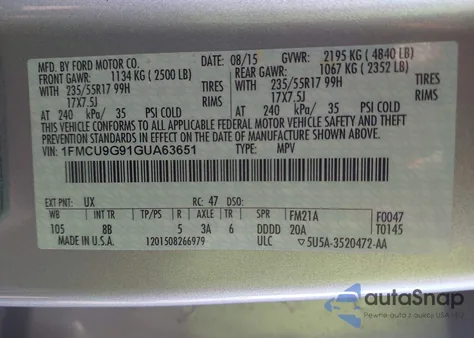 MFD. BY FORD MOTOR CO.
DATE: 08/15 GVWR: 2195 KG (4840 LB)
FRONT GAWR: 1134 KG (2500 LB) REAR GAWR: 1067 KG (2352 LB)
WITH 235/55R17 99H TIRES WITH 235/55R17 99H TIRES
17X7.5J RIMS 17X7.5J RIMS
AT 240 kPa/ 35 PSI COLD AT 240 kPa/ 35 PSI COLD
THIS VEHICLE CONFORMS TO ALL APPLICABLE FEDERAL MOTOR VEHICLE SAFETY BUMPER, AND THEFT
PREVENTION STANDARDS IN EFFECT ON THE DATE OF MANUFACTURE SHOWN ABOVE.
VIN: 1FMCU9G91GUA63651 TYPE: MPV
EXT PNT: UX RC: 47 DSO:
WB INT TR TP/PS R AXLE TR SPR FM21A F0047
105 8B 5 3A 6 DDDD 20A T0145
MADE IN U.S.A. 1201508266979 ULC ▽5U5A-3520472-AA
autoSnap